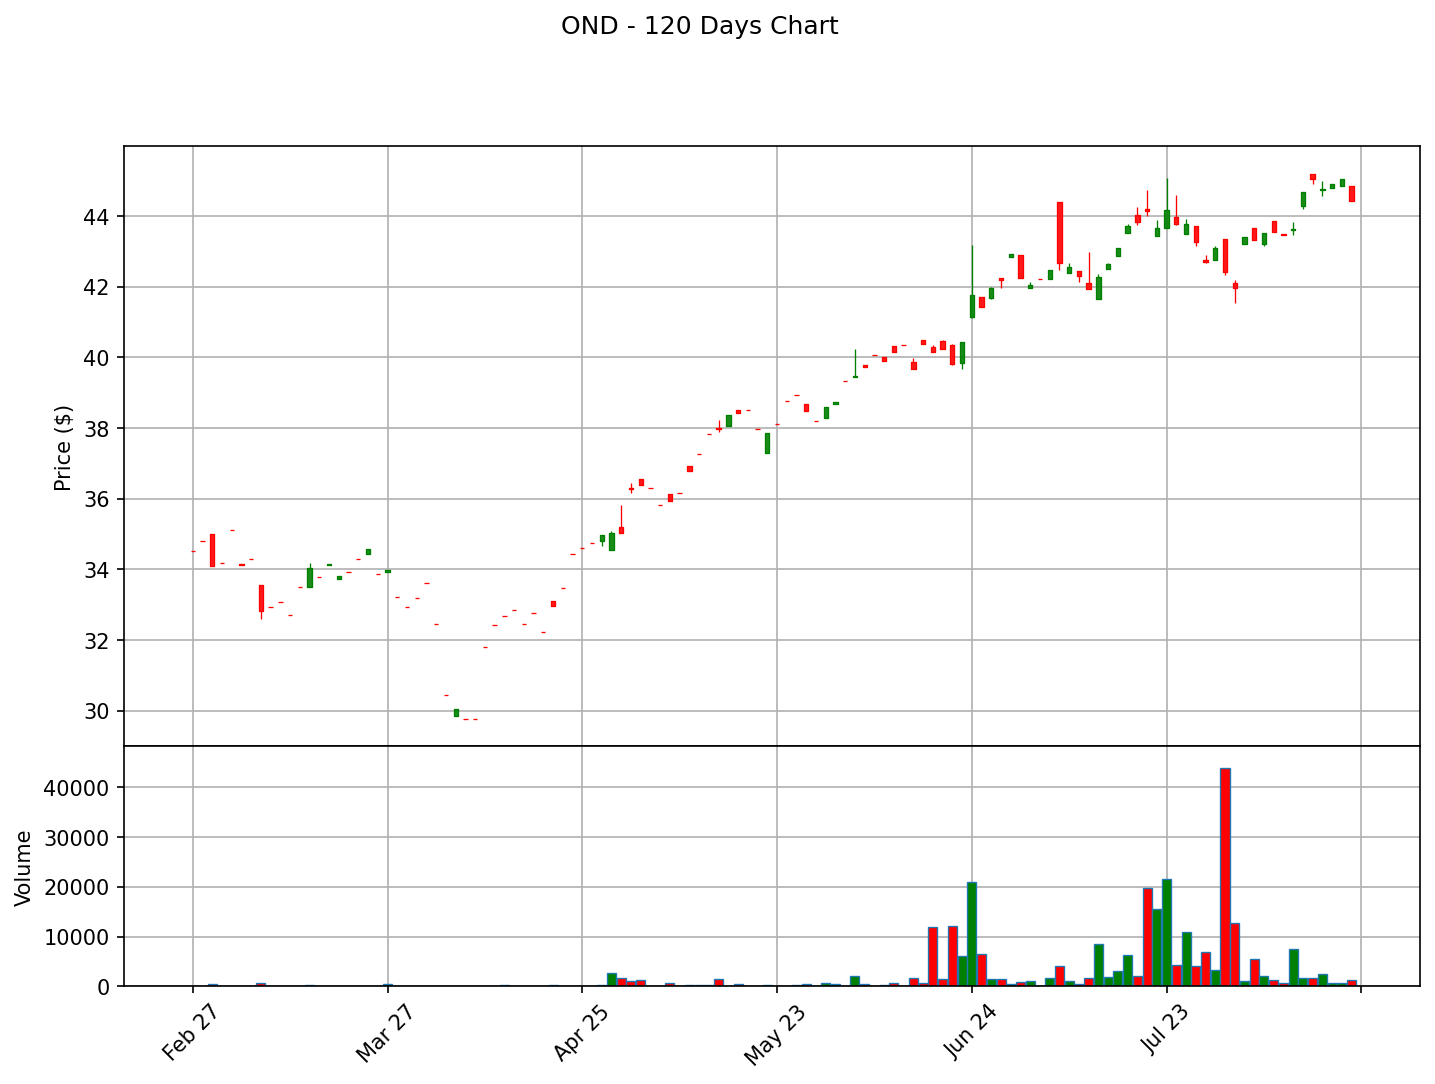 OND - 120 Days Chart
Price ($)
44
42
40
38
36
34
32
30
Volume
40000
30000
20000
10000
0
Feb 27
Mar 27
Apr 25
May 23
Jun 24
Jul 23